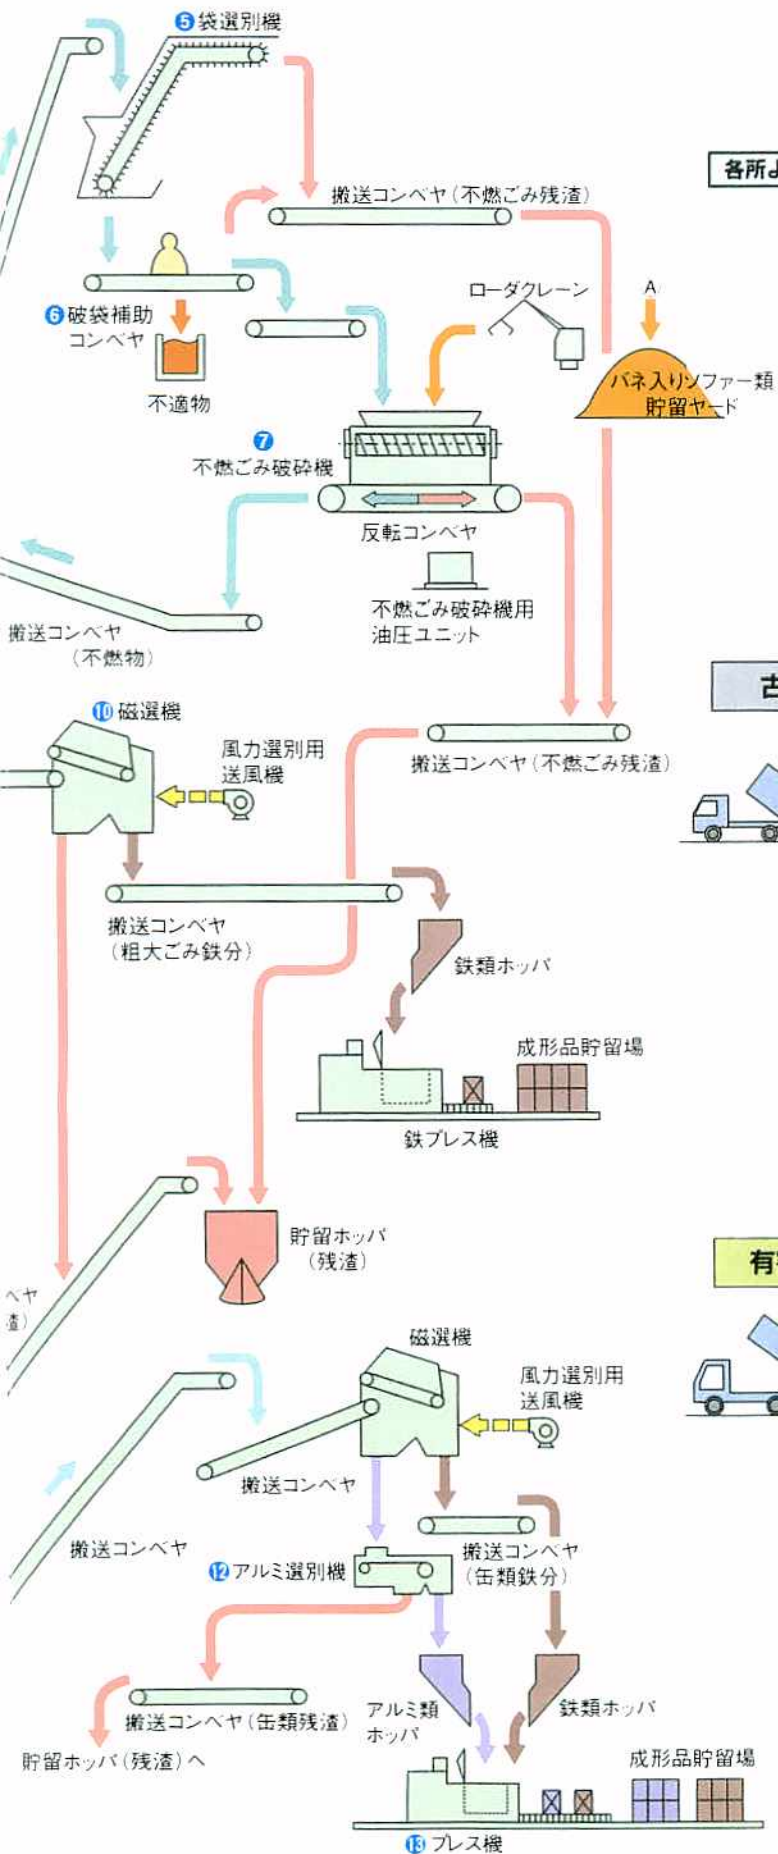 ❺袋選別機
各所よ
搬送コンベヤ(不燃ごみ残渣)
ローダクレーン
A
❻破袋補助
コンベヤ
不適物
バネ入りソファー類
貯留ヤード
❼
不燃ごみ破砕機
反転コンベヤ
不燃ごみ破砕機用
油圧ユニット
搬送コンベヤ
(不燃物)
古
❿磁選機
風力選別用
送風機
搬送コンベヤ(不燃ごみ残渣)
搬送コンベヤ
(粗大ごみ鉄分)
鉄類ホッパ
成形品貯留場
鉄プレス機
貯留ホッパ
(残渣)
ベヤ
渣)
有
磁選機
風力選別用
送風機
搬送コンベヤ
搬送コンベヤ
搬送コンベヤ
(缶類鉄分)
⓬アルミ選別機
アルミ類
ホッパ
鉄類ホッパ
搬送コンベヤ(缶類残渣)
貯留ホッパ(残渣)へ
成形品貯留場
⓭プレス機